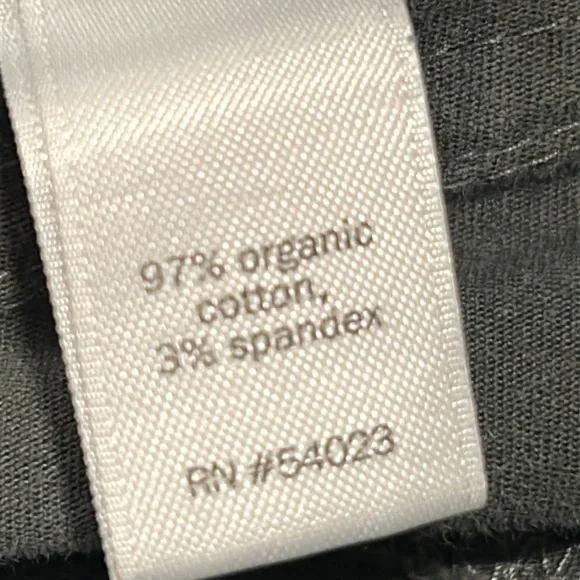 97% organic
cotton,
3% spandex
RN #54023